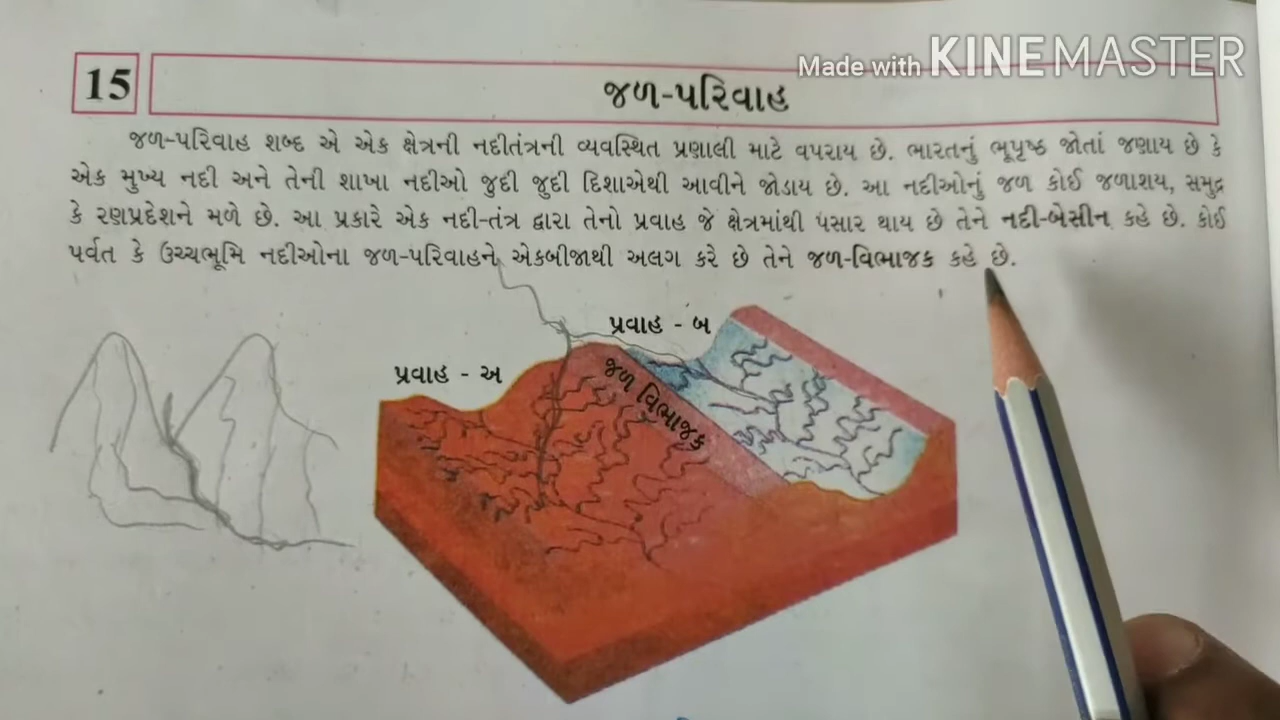 Made with KINEMASTER
15
જળ-પરિવાહ
જળ-પરિવાહ શબ્દ એ એક ક્ષેત્રની નદીતંત્રની વ્યવસ્થિત પ્રણાલી માટે વપરાય છે. ભારતનું ભૂપૃષ્ઠ જોતાં જણાય છે કે
એક મુખ્ય નદી અને તેની શાખા નદીઓ જુદી જુદી દિશાએથી આવીને જોડાય છે. આ નદીઓનું જળ કોઈ જળાશય, સમુદ્ર
કે રણપ્રદેશને મળે છે. આ પ્રકારે એક નદી-તંત્ર દ્વારા તેનો પ્રવાહ જે ક્ષેત્રમાંથી પસાર થાય છે તેને નદી-બેસીન કહે છે. કોઈ
પર્વત કે ઉચ્ચભૂમિ નદીઓના જળ-પરિવાહને એકબીજાથી અલગ કરે છે તેને જળ-વિભાજક કહે છે.
પ્રવાહ - બ
પ્રવાહ - અ
જળ વિભાજક